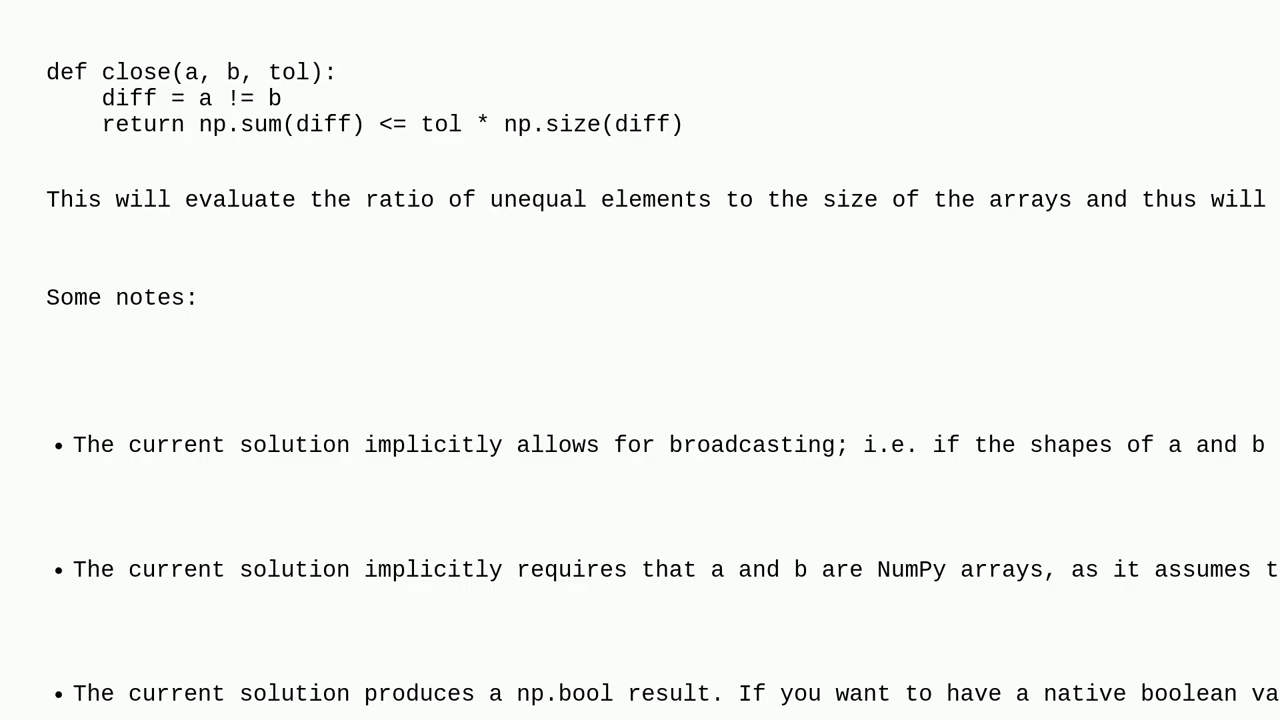 def close(a, b, tol):
    diff = a != b
    return np.sum(diff) <= tol * np.size(diff)
This will evaluate the ratio of unequal elements to the size of the arrays and thus will
Some notes:
• The current solution implicitly allows for broadcasting; i.e. if the shapes of a and b
• The current solution implicitly requires that a and b are NumPy arrays, as it assumes t
• The current solution produces a np.bool result. If you want to have a native boolean va